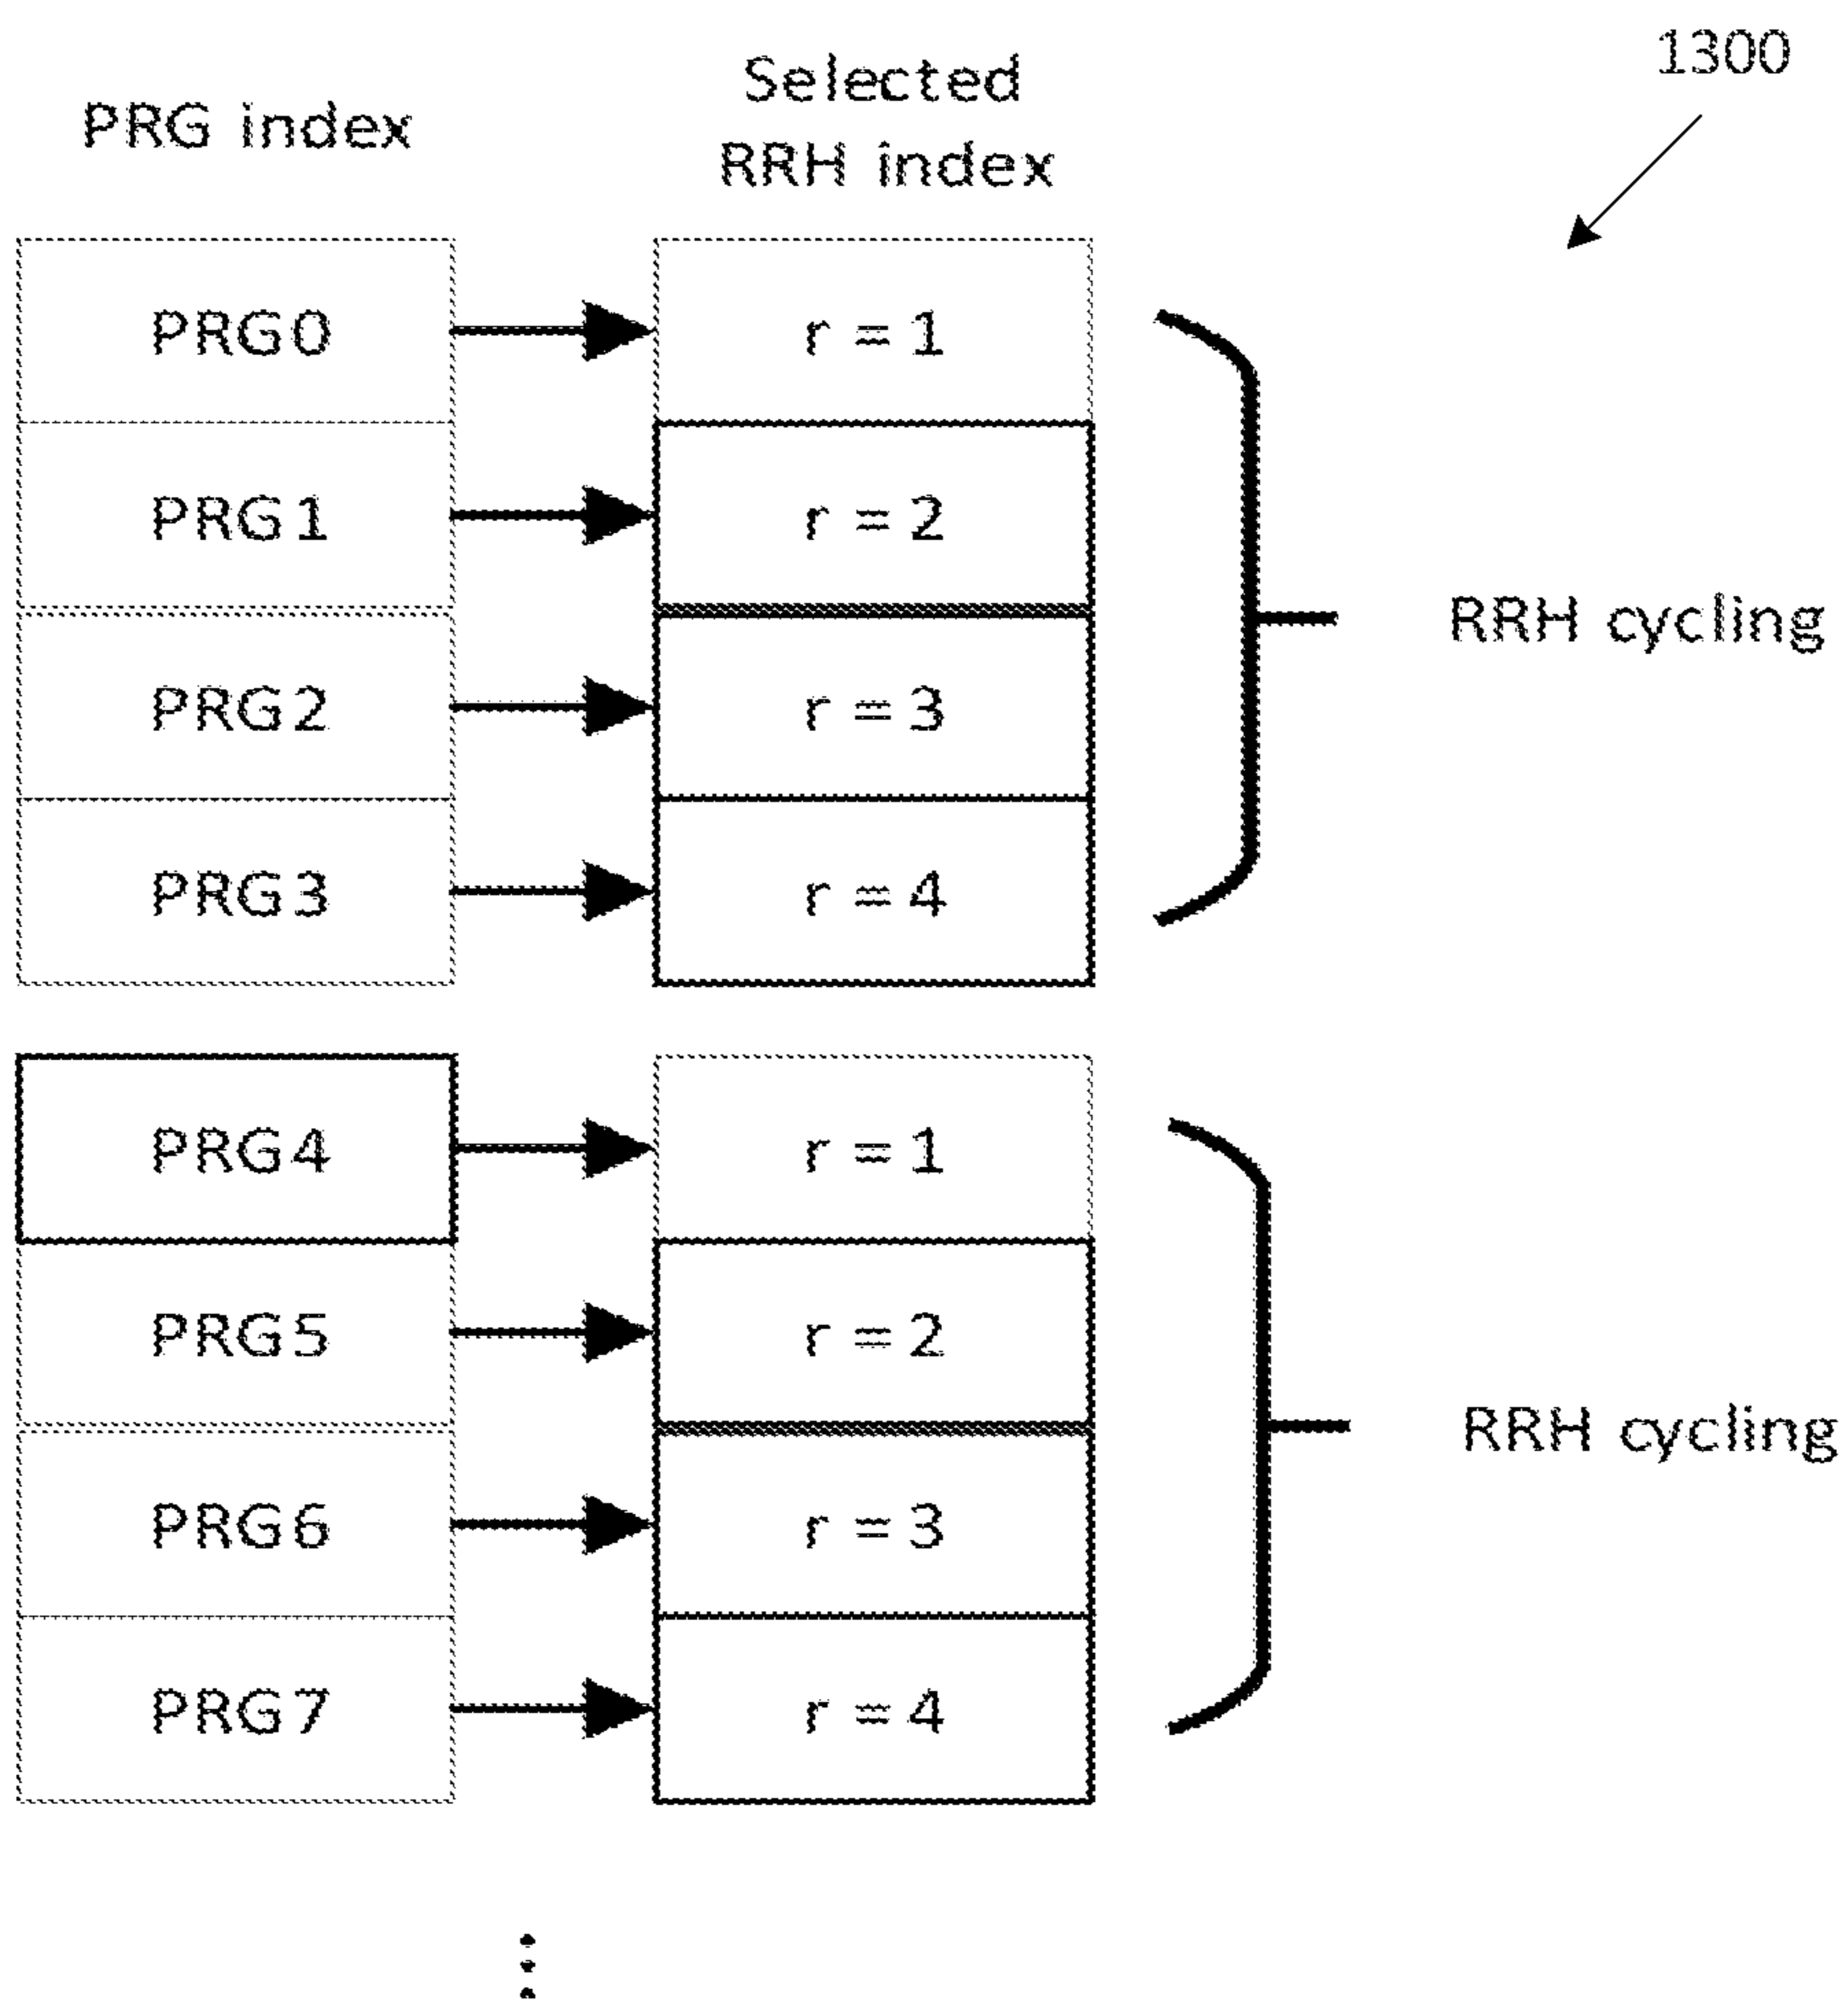 1300
PRG index
Selected
RRH index
PRG0
r = 1
PRG1
r = 2
PRG2
r = 3
PRG3
r = 4
RRH cycling
PRG4
r = 1
PRG5
r = 2
PRG6
r = 3
PRG7
r = 4
RRH cycling